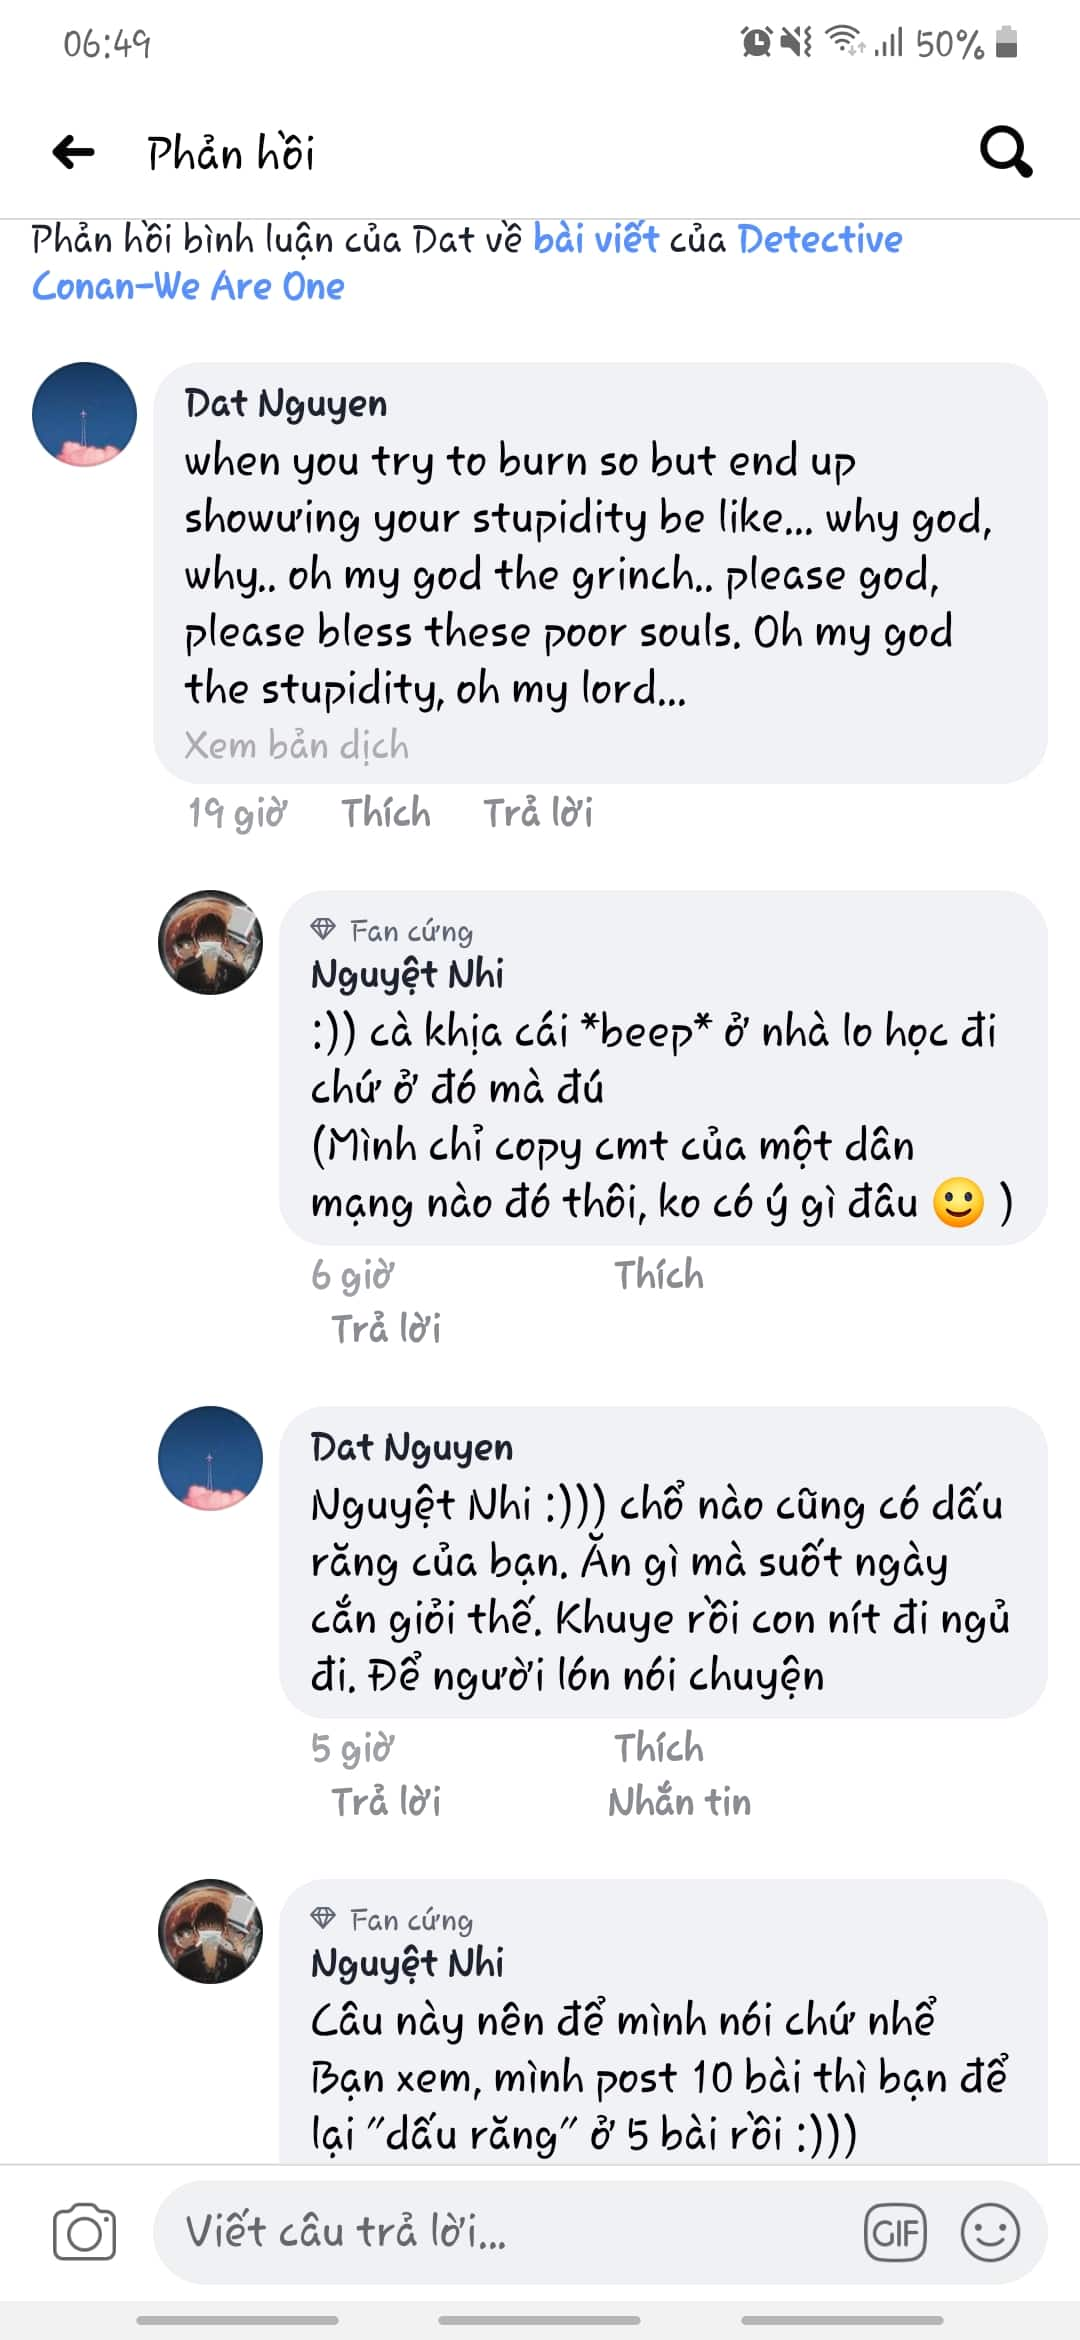 06:49
50%
Phản hồi
Phản hồi bình luận của Dat về bài viết của Detective
Conan-We Are One
Dat Nguyen
when you try to burn so but end up
showưing your stupidity be like... why god,
why.. oh my god the grinch.. please god,
please bless these poor souls. Oh my god
the stupidity, oh my lord...
Xem bản dịch
19 giờ Thích Trả lời
Fan cứng
Nguyệt Nhi
:)) cà khịa cái *beep* ở nhà lo học đi
chứ ở đó mà đú
(Mình chỉ copy cmt của một dân
mạng nào đó thôi, ko có ý gì đâu 🙂 )
6 giờ Thích
Trả lời
Dat Nguyen
Nguyệt Nhi :))) chổ nào cũng có dấu
răng của bạn. Ăn gì mà suốt ngày
cắn giỏi thế. Khuye rồi con nít đi ngủ
đi. Để người lón nói chuyện
5 giờ Thích
Trả lời Nhắn tin
Fan cứng
Nguyệt Nhi
Câu này nên để mình nói chứ nhể
Bạn xem, mình post 10 bài thì bạn để
lại "dấu răng" ở 5 bài rồi :)))
Viết câu trả lời...
GIF